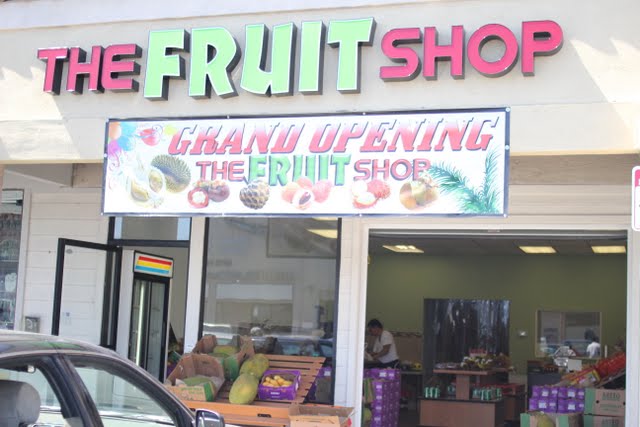 THE FRUIT SHOP
GRAND OPENING
THE FRUIT SHOP